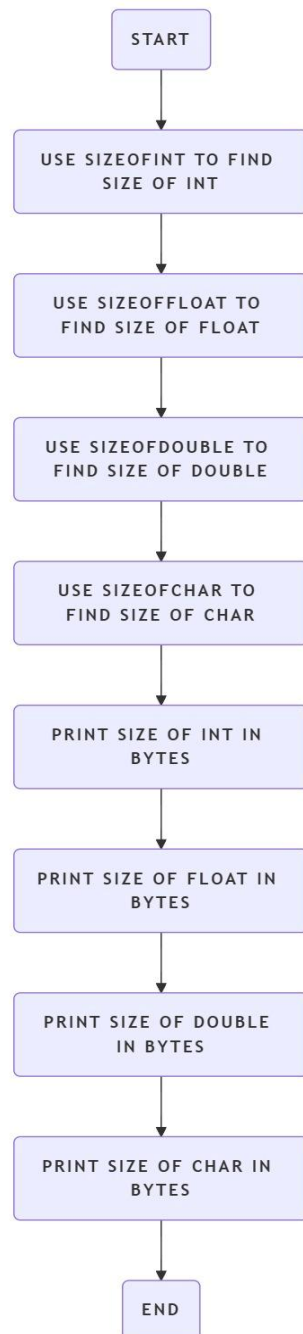 START
USE SIZEOFINT TO FIND
SIZE OF INT
USE SIZEOFFLOAT TO
FIND SIZE OF FLOAT
USE SIZEOFDOUBLE TO
FIND SIZE OF DOUBLE
USE SIZEOFCHAR TO
FIND SIZE OF CHAR
PRINT SIZE OF INT IN
BYTES
PRINT SIZE OF FLOAT IN
BYTES
PRINT SIZE OF DOUBLE
IN BYTES
PRINT SIZE OF CHAR IN
BYTES
END